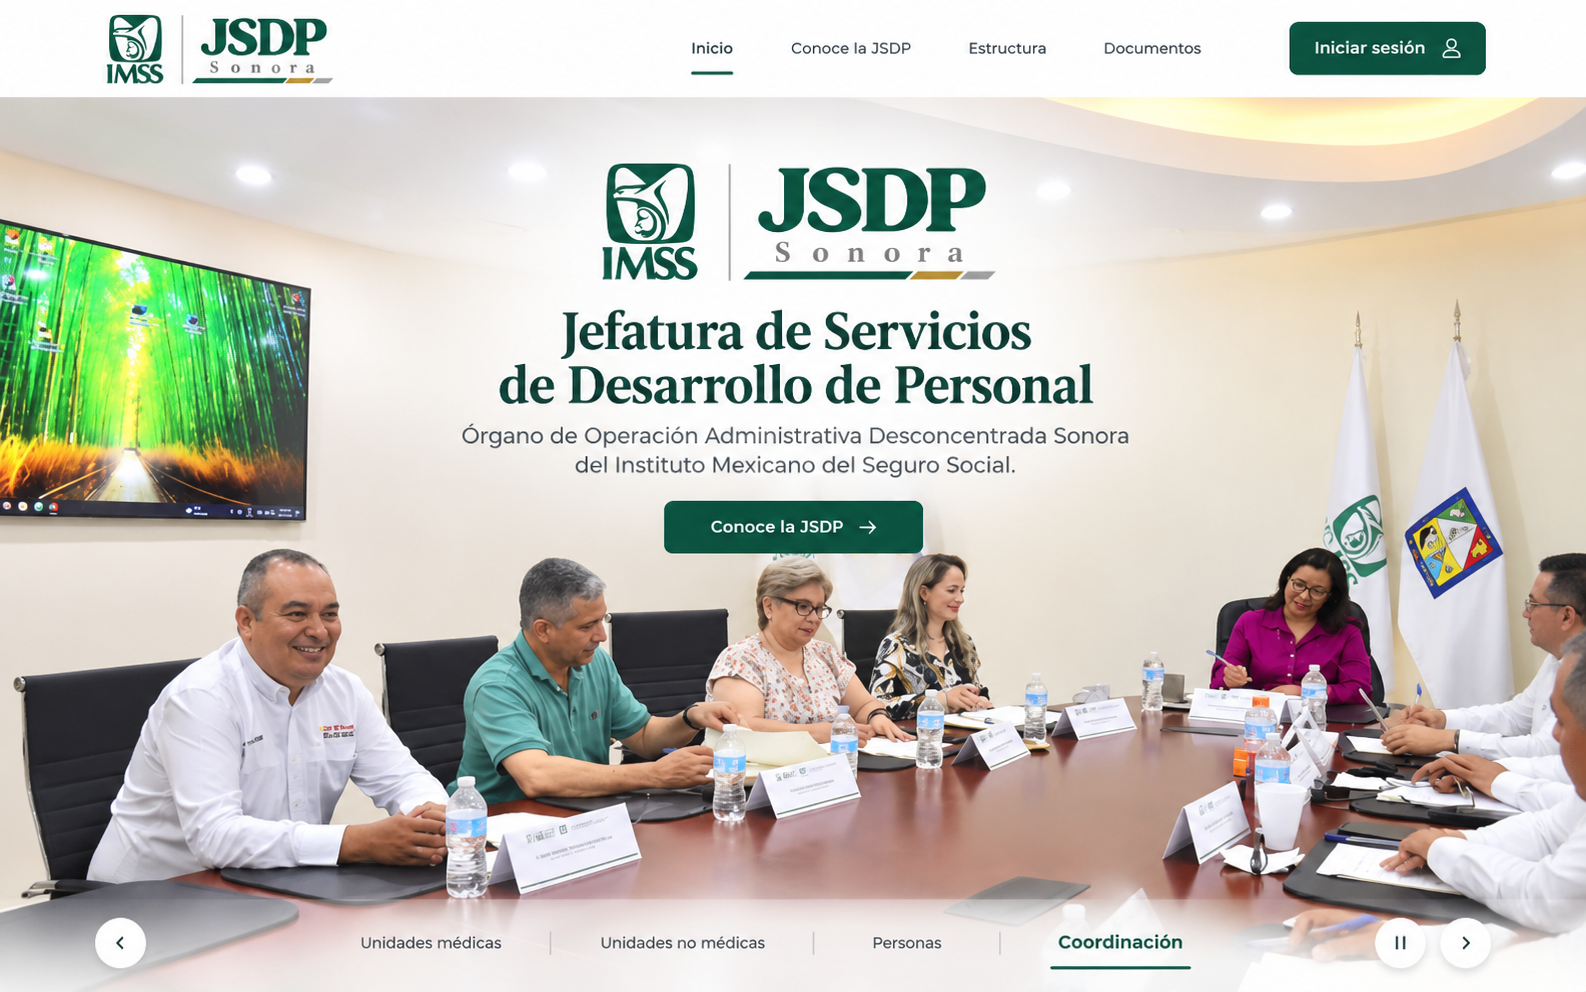 IMSS
JSDP
Sonora
Inicio
Conoce la JSDP
Estructura
Documentos
Iniciar sesión
IMSS
JSDP
Sonora
Jefatura de Servicios
de Desarrollo de Personal
Órgano de Operación Administrativa Desconcentrada Sonora
del Instituto Mexicano del Seguro Social.
Conoce la JSDP
Unidades médicas
Unidades no médicas
Personas
Coordinación